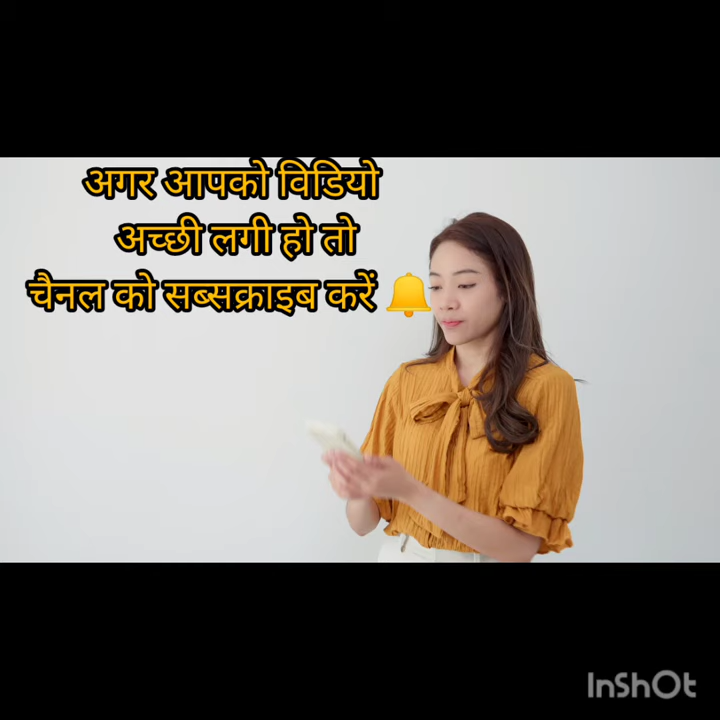 अगर आपको विडियो
अच्छी लगी हो तो
चैनल को सब्सक्राइब करें 🔔
InShOt